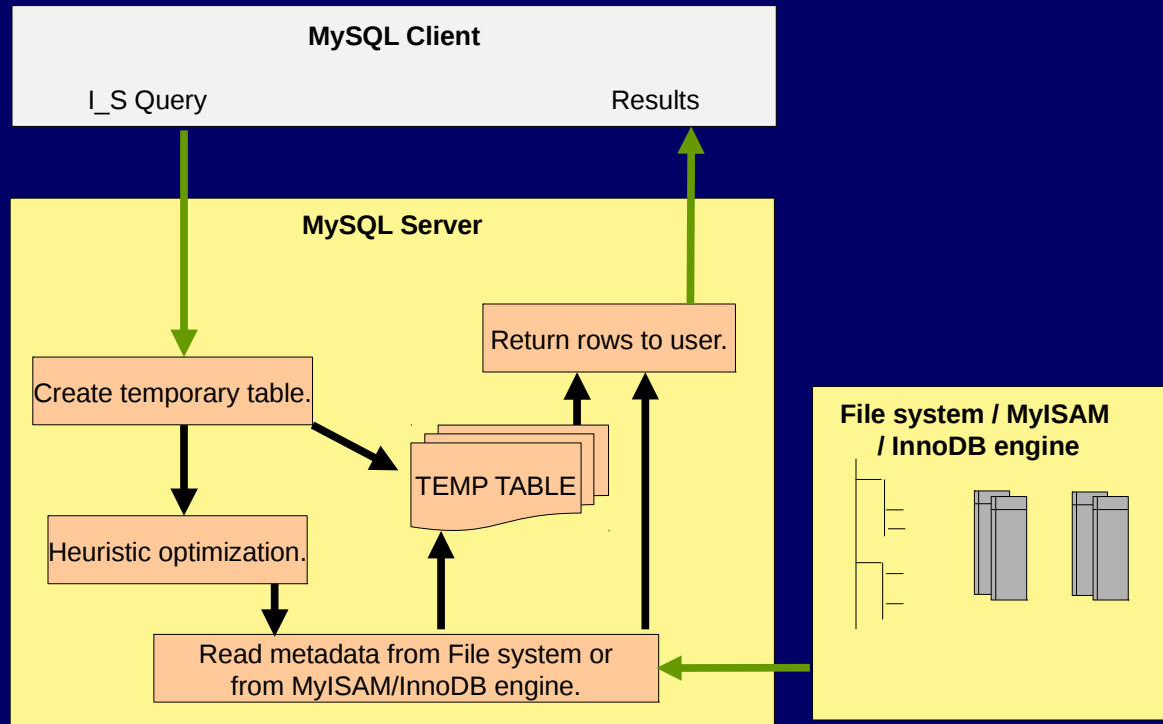 MySQL Client
I_S Query
Results
MySQL Server
Return rows to user.
Create temporary table.
TEMP TABLE
Heuristic optimization.
Read metadata from File system or
from MyISAM/InnoDB engine.
File system / MyISAM
/ InnoDB engine